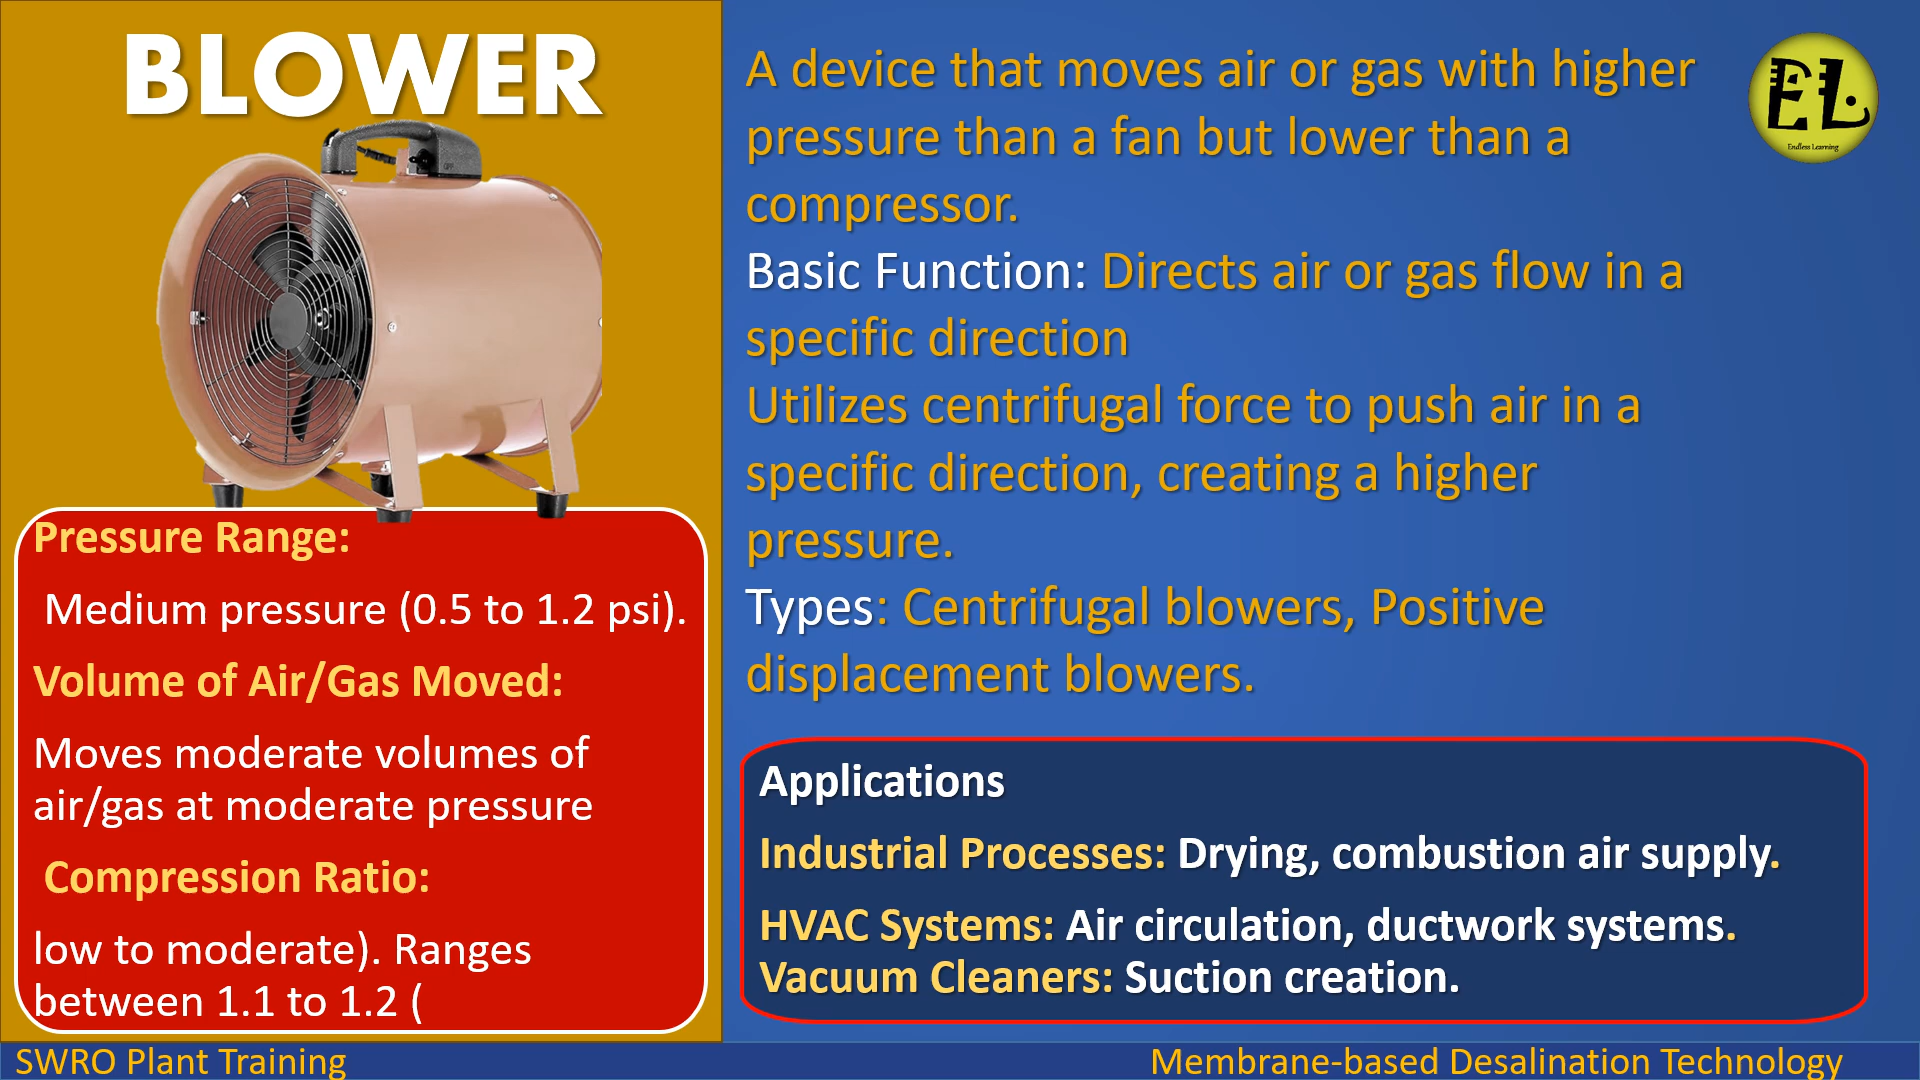 BLOWER
Pressure Range:
Medium pressure (0.5 to 1.2 psi).
Volume of Air/Gas Moved:
Moves moderate volumes of
air/gas at moderate pressure
Compression Ratio:
low to moderate). Ranges
between 1.1 to 1.2 (
A device that moves air or gas with higher
pressure than a fan but lower than a
compressor.
Basic Function: Directs air or gas flow in a
specific direction
Utilizes centrifugal force to push air in a
specific direction, creating a higher
pressure.
Types: Centrifugal blowers, Positive
displacement blowers.
EL
Endless Learning
Applications
Industrial Processes: Drying, combustion air supply.
HVAC Systems: Air circulation, ductwork systems.
Vacuum Cleaners: Suction creation.
SWRO Plant Training
Membrane-based Desalination Technology